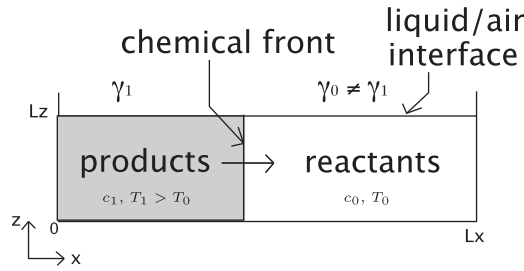 liquid/air
interface
chemical front
γ1
γ0 ≠ γ1
Lz
products
reactants
c1, T1 > T0
c0, T0
z
0
Lx
x